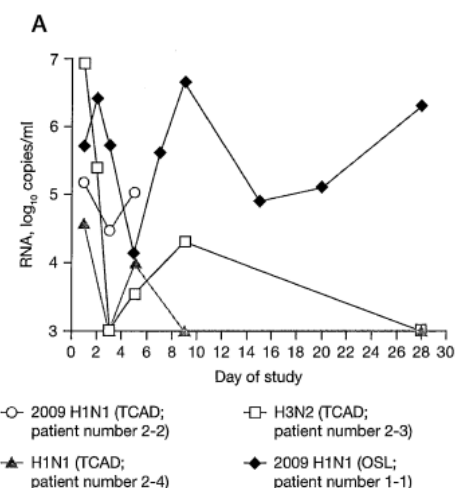 A
7
6
5
4
3
RNA, log₁₀ copies/ml
0 2 4 6 8 10 12 14 16 18 20 22 24 26 28 30
Day of study
2009 H1N1 (TCAD;
patient number 2-2)
H1N1 (TCAD;
patient number 2-4)
H3N2 (TCAD;
patient number 2-3)
2009 H1N1 (OSL;
patient number 1-1)